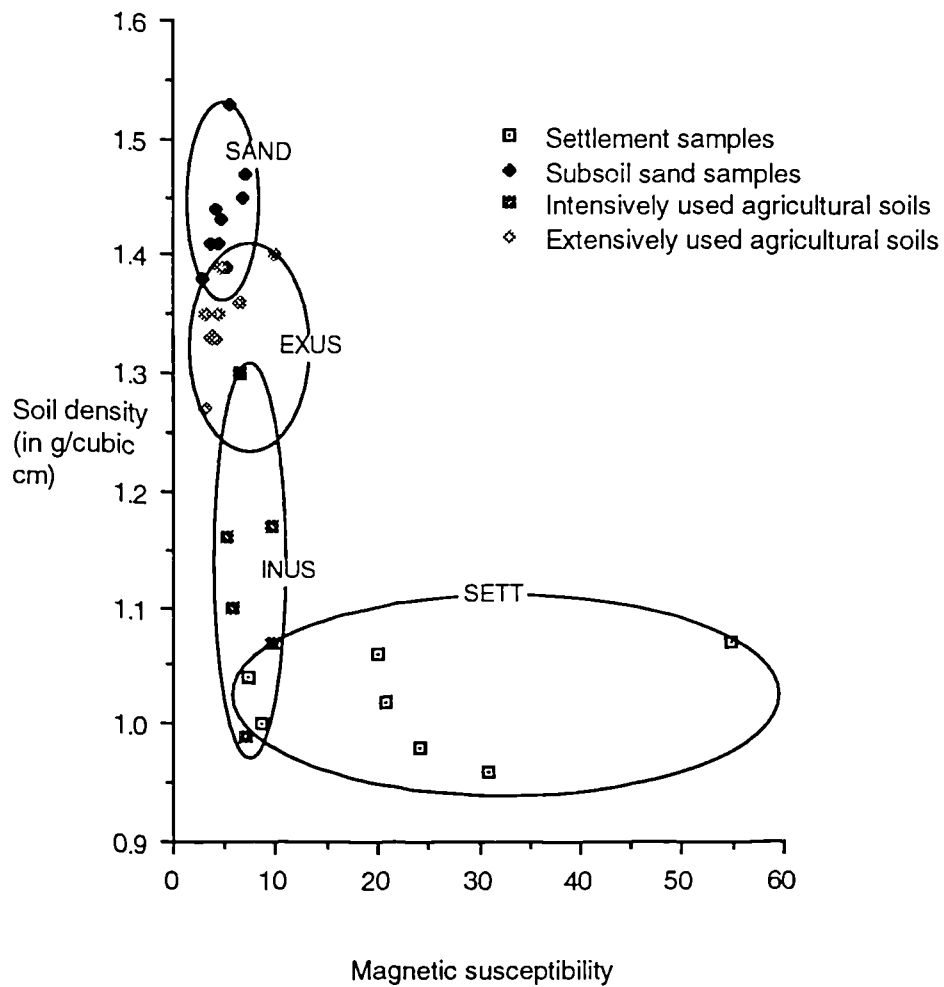 1.6
1.5
1.4
1.3
1.2
1.1
1.0
0.9
Soil density
(in g/cubic
cm)
SAND
EXUS
INUS
SETT
Settlement samples
Subsoil sand samples
Intensively used agricultural soils
Extensively used agricultural soils
0 10 20 30 40 50 60
Magnetic susceptibility